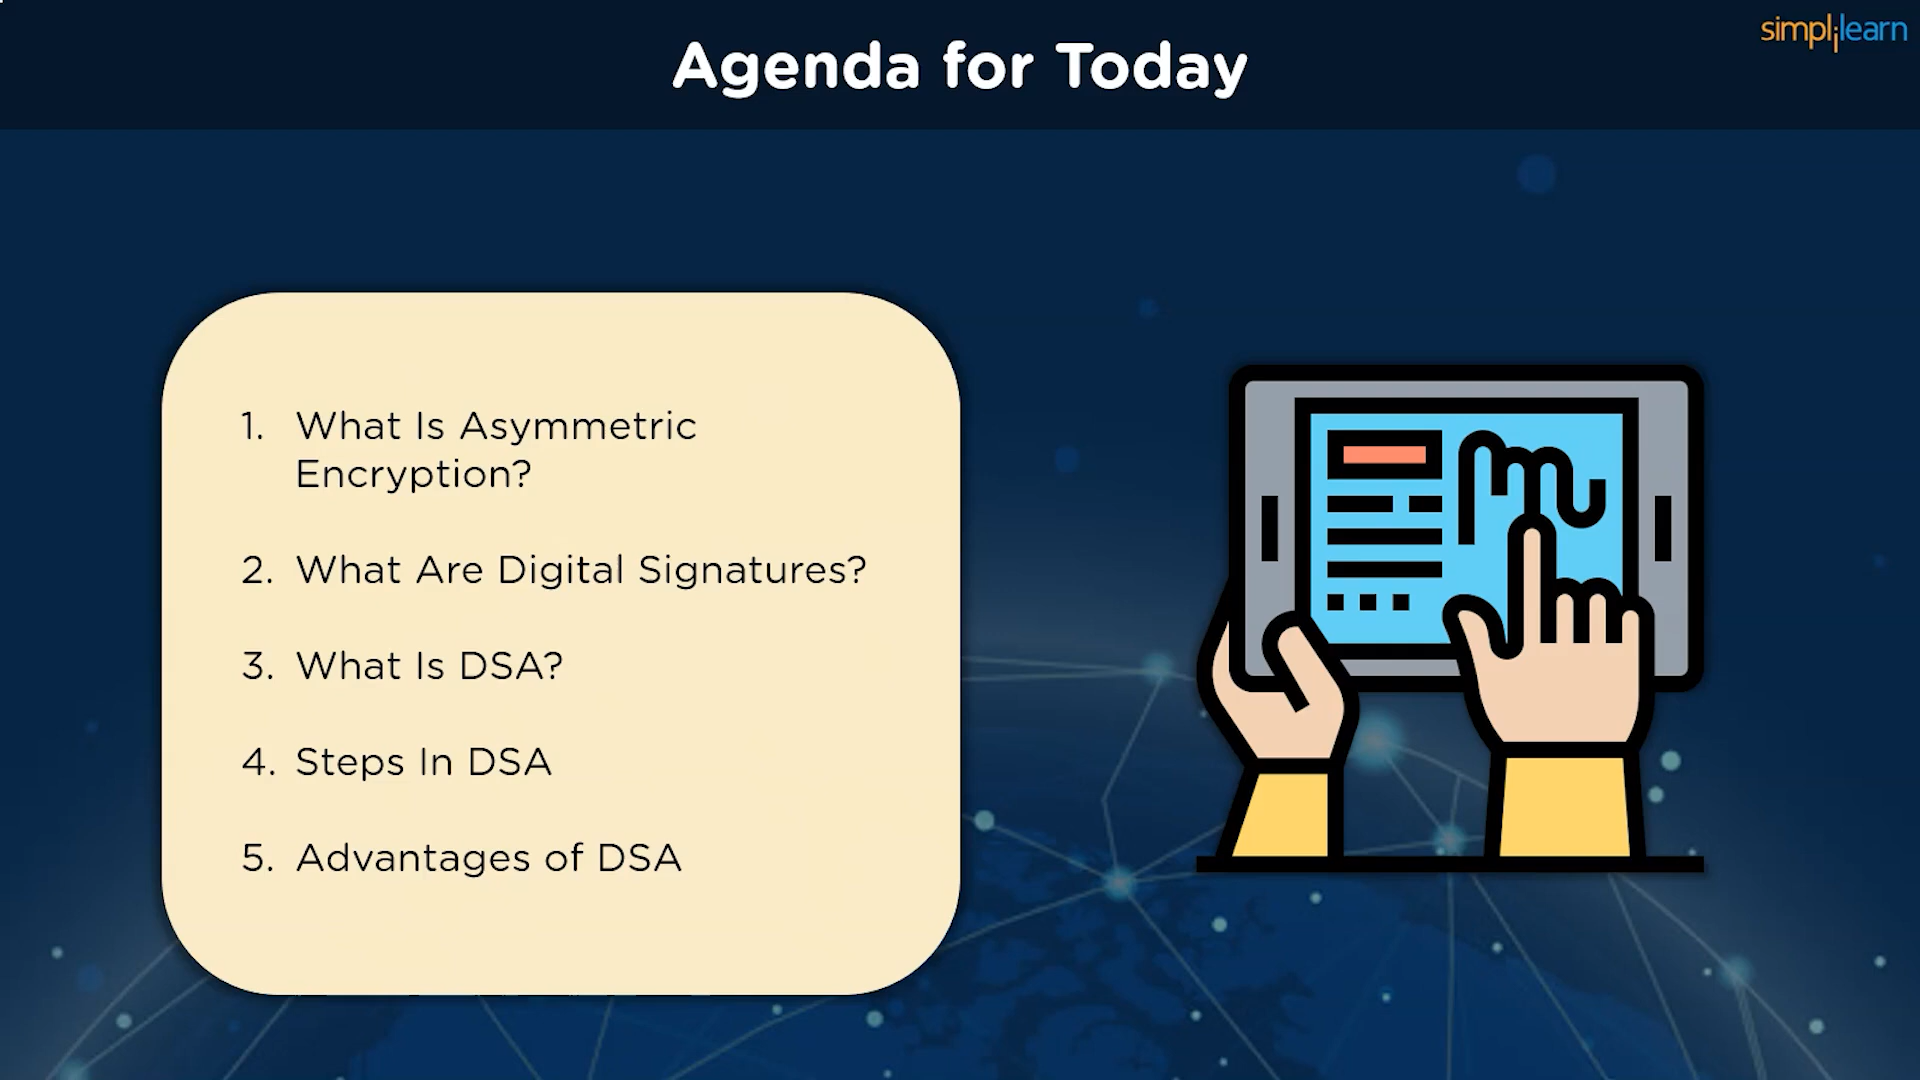 simplilearn
Agenda for Today
1. What Is Asymmetric
Encryption?
2. What Are Digital Signatures?
3. What Is DSA?
4. Steps In DSA
5. Advantages of DSA